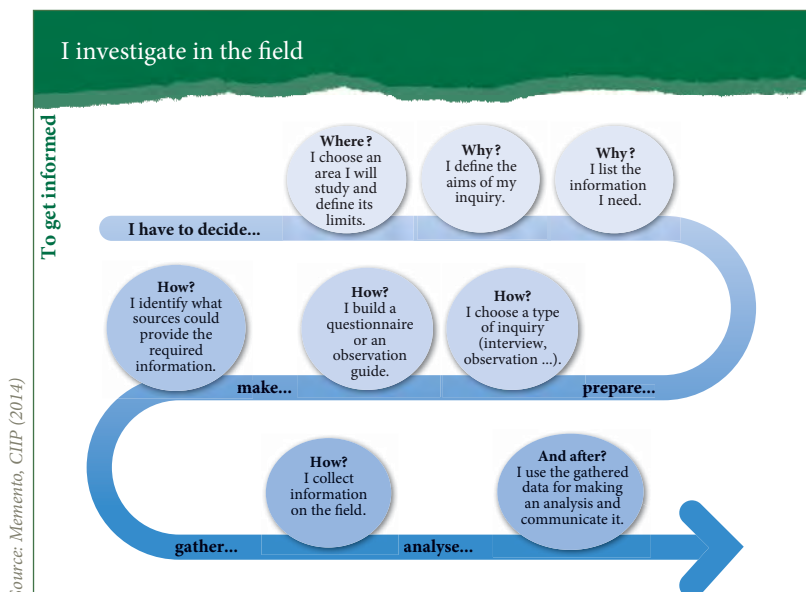 I investigate in the field
To get informed
Where?
I choose an
area I will
study and
define its
limits.
Why?
I define the
aims of my
inquiry.
Why?
I list the
information
I need.
I have to decide...
How?
I identify what
sources could
provide the
required
information.
How?
I build a
questionnaire
or an
observation
guide.
How?
I choose a type
of inquiry
(interview,
observation ...).
make...
prepare...
How?
I collect
information
on the field.
And after?
I use the gathered
data for making
an analysis and
communicate it.
gather...
analyse...
Source: Memento, CIIP (2014)